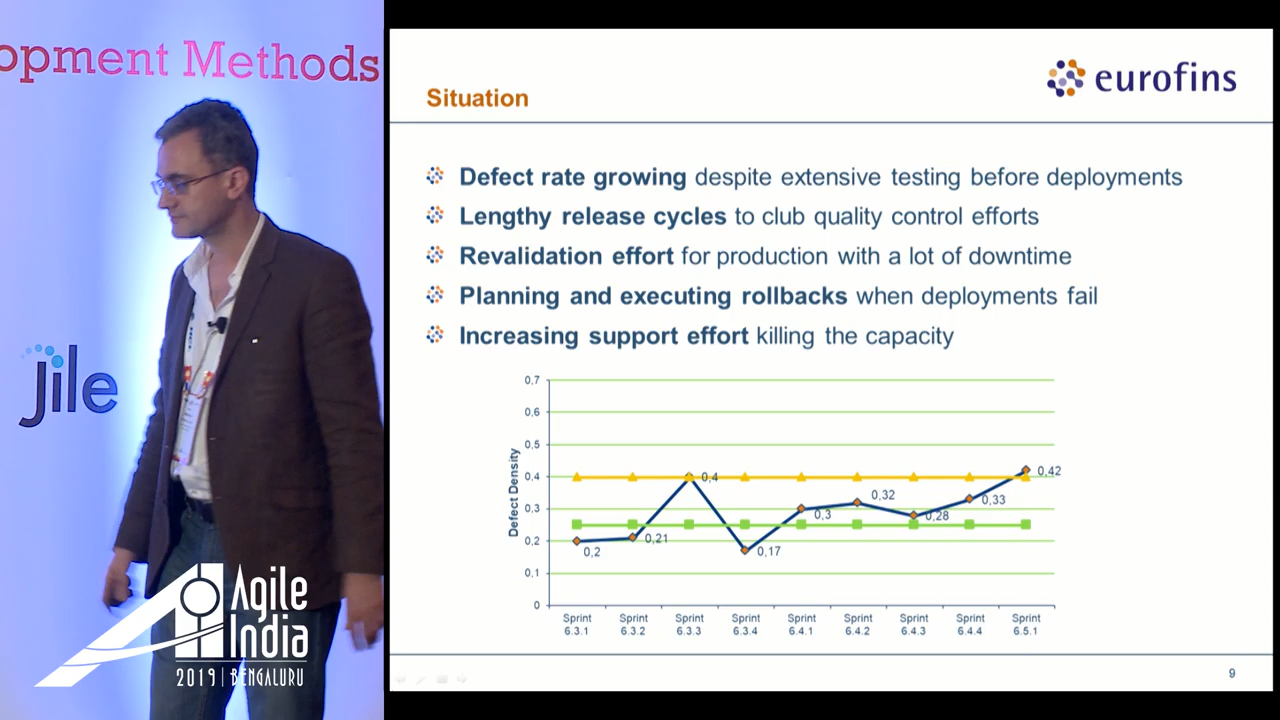 opment Methods
jile
Agile
India
2019 | BENGALURU
eurofins
Situation
Defect rate growing despite extensive testing before deployments
Lengthy release cycles to club quality control efforts
Revalidation effort for production with a lot of downtime
Planning and executing rollbacks when deployments fail
Increasing support effort killing the capacity
Defect Density
0,7
0,6
0,5
0,4
0,3
0,2
0,1
0
0,2
0,21
0,4
0,17
0,3
0,32
0,28
0,33
0,42
Sprint 6.3.1
Sprint 6.3.2
Sprint 6.3.3
Sprint 6.3.4
Sprint 6.4.1
Sprint 6.4.2
Sprint 6.4.3
Sprint 6.4.4
Sprint 6.5.1
9